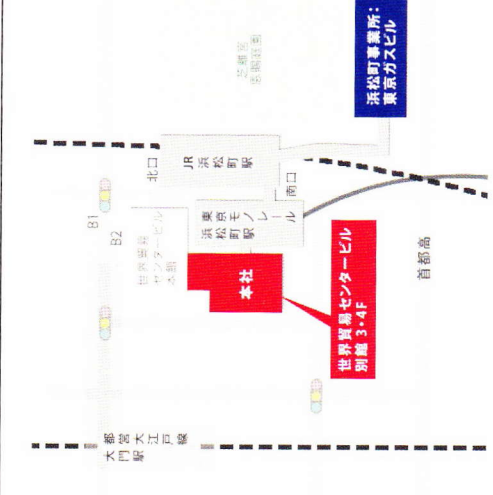 浜松町事業所：
東京ガスビル
芝離宮
恩賜庭園
北口
JR
浜松町駅
南口
B1
B2
世界貿易
センタービル
本館
東京モノレール
浜松町駅
本社
世界貿易センタービル
別館 3・4F
首都高
都営大江戸線
大門駅